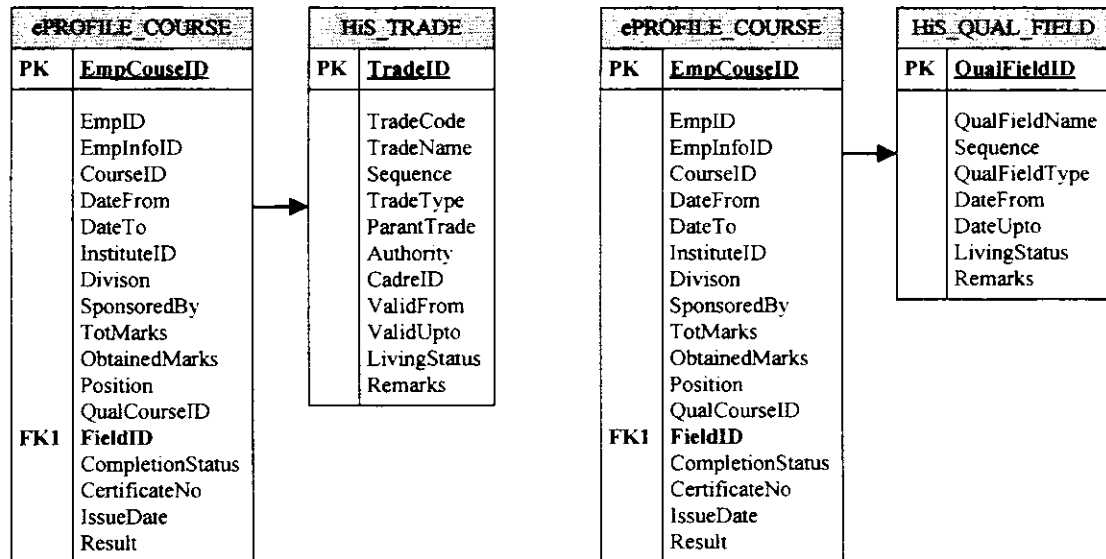 ePROFILE_COURSE
PK EmpCouseID
EmpID
EmpInfoID
CourseID
DateFrom
DateTo
InstituteID
Divison
SponsoredBy
TotMarks
ObtainedMarks
Position
QualCourseID
FK1 FieldID
CompletionStatus
CertificateNo
IssueDate
Result
HiS_TRADE
PK TradeID
TradeCode
TradeName
Sequence
TradeType
ParantTrade
Authority
CadreID
ValidFrom
ValidUpto
LivingStatus
Remarks
ePROFILE_COURSE
PK EmpCouseID
EmpID
EmpInfoID
CourseID
DateFrom
DateTo
InstituteID
Divison
SponsoredBy
TotMarks
ObtainedMarks
Position
QualCourseID
FK1 FieldID
CompletionStatus
CertificateNo
IssueDate
Result
HiS_QUAL_FIELD
PK QualFieldID
QualFieldName
Sequence
QualFieldType
DateFrom
DateUpto
LivingStatus
Remarks